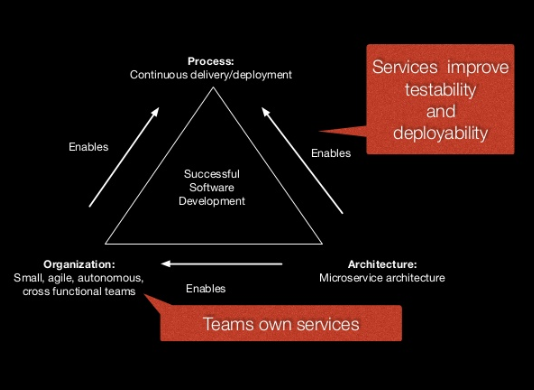 Process:
Continuous delivery/deployment
Services improve
testability
and
deployability
Enables
Enables
Successful
Software
Development
Organization:
Small, agile, autonomous,
cross functional teams
Enables
Architecture:
Microservice architecture
Teams own services